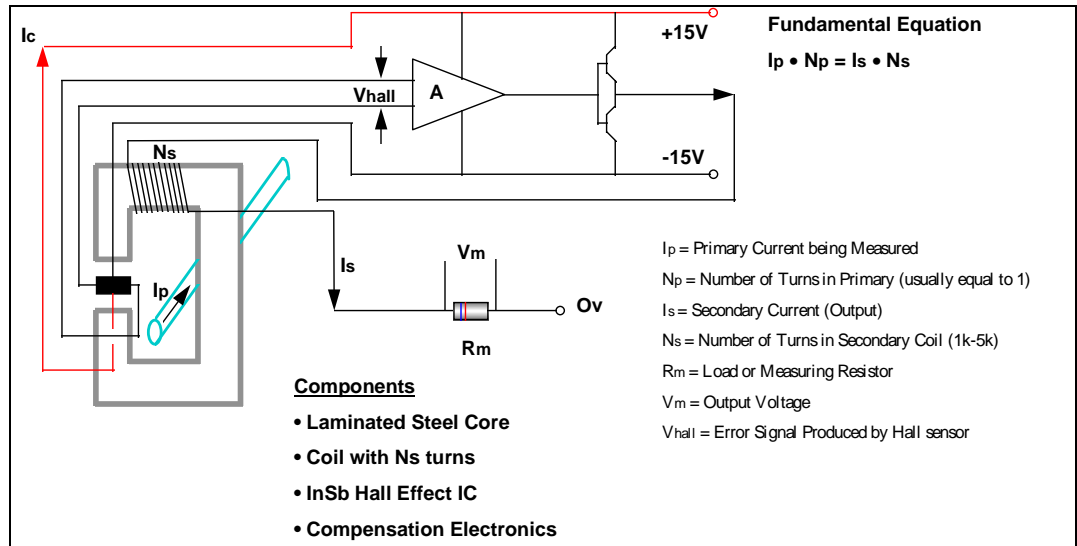 Ic
+15V
Fundamental Equation
Ip • Np = Is • Ns
Vhall
A
-15V
Ns
Ip
Is
Vm
Ov
Rm
Ip = Primary Current being Measured
Np = Number of Turns in Primary (usually equal to 1)
Is = Secondary Current (Output)
Ns = Number of Turns in Secondary Coil (1k-5k)
Rm = Load or Measuring Resistor
Vm = Output Voltage
Vhall = Error Signal Produced by Hall sensor
Components
• Laminated Steel Core
• Coil with Ns turns
• InSb Hall Effect IC
• Compensation Electronics